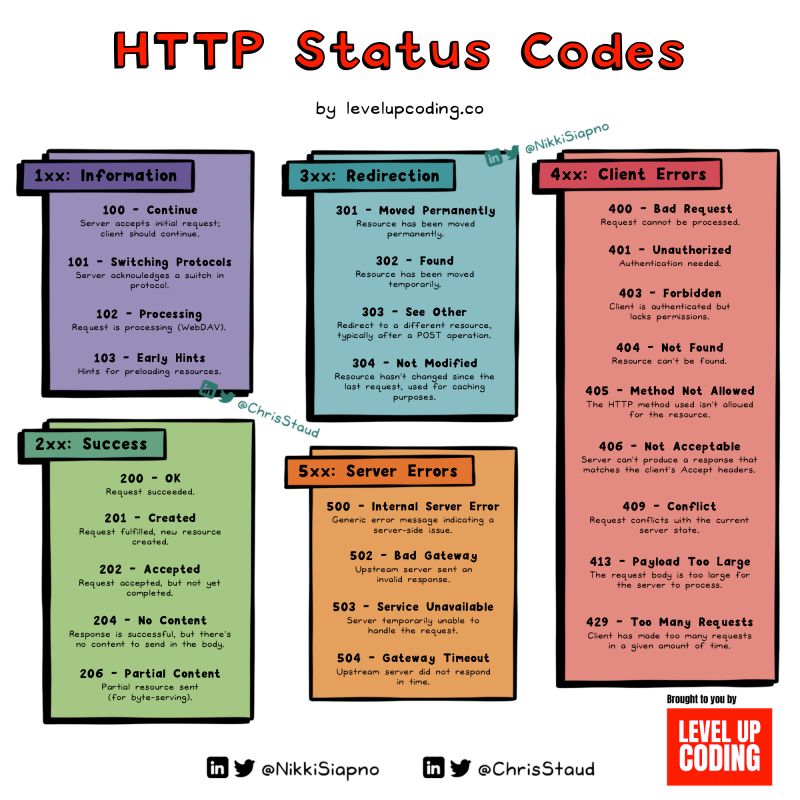 HTTP Status Codes
by levelupcoding.co
@NikkiSiapno
1xx: Information
100 - Continue
Server accepts initial request;
client should continue.
101 - Switching Protocols
Server acknowledges a switch in
protocol.
102 - Processing
Request is processing (WebDAV).
103 - Early Hints
Hints for preloading resources.
@ChrisStaud
2xx: Success
200 - OK
Request succeeded.
201 - Created
Request fulfilled, new resource
created.
202 - Accepted
Request accepted, but not yet
completed.
204 - No Content
Response is successful, but there's
no content to send in the body.
206 - Partial Content
Partial resource sent
(for byte-serving).
3xx: Redirection
301 - Moved Permanently
Resource has been moved
permanently.
302 - Found
Resource has been moved
temporarily.
303 - See Other
Redirect to a different resource,
typically after a POST operation.
304 - Not Modified
Resource hasn't changed since the
last request, used for caching
purposes.
5xx: Server Errors
500 - Internal Server Error
Generic error message indicating a
server-side issue.
502 - Bad Gateway
Upstream server sent an
invalid response.
503 - Service Unavailable
Server temporarily unable to
handle the request.
504 - Gateway Timeout
Upstream server did not respond
in time.
4xx: Client Errors
400 - Bad Request
Request cannot be processed.
401 - Unauthorized
Authentication needed.
403 - Forbidden
Client is authenticated but
lacks permissions.
404 - Not Found
Resource can't be found.
405 - Method Not Allowed
The HTTP method used isn't allowed
for the resource.
406 - Not Acceptable
Server can't produce a response that
matches the client's Accept headers.
409 - Conflict
Request conflicts with the current
server state.
413 - Payload Too Large
The request body is too large for
the server to process.
429 - Too Many Requests
Client has made too many requests
in a given amount of time.
Brought to you by
LEVEL UP
CODING
in @NikkiSiapno in @ChrisStaud